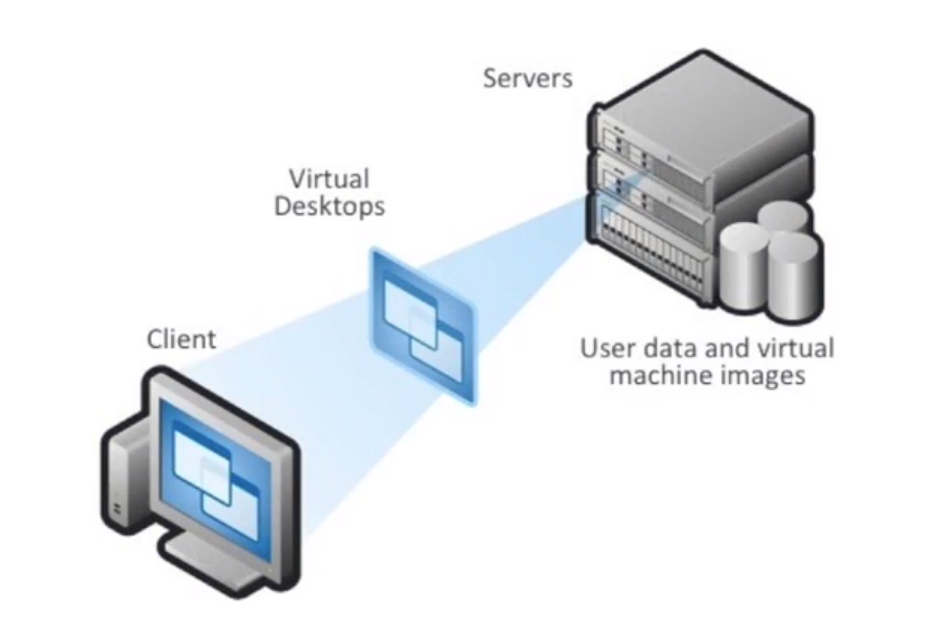 Servers
Virtual
Desktops
Client
User data and virtual
machine images